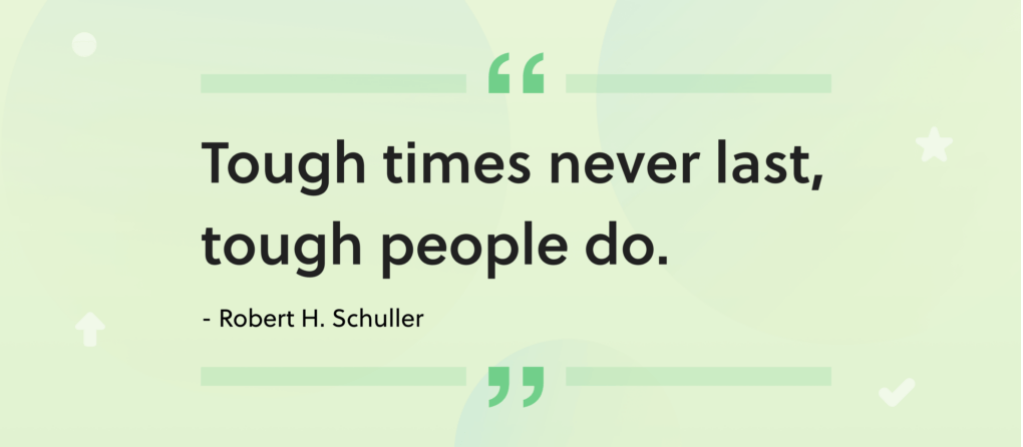 “
Tough times never last,
tough people do.
- Robert H. Schuller
”